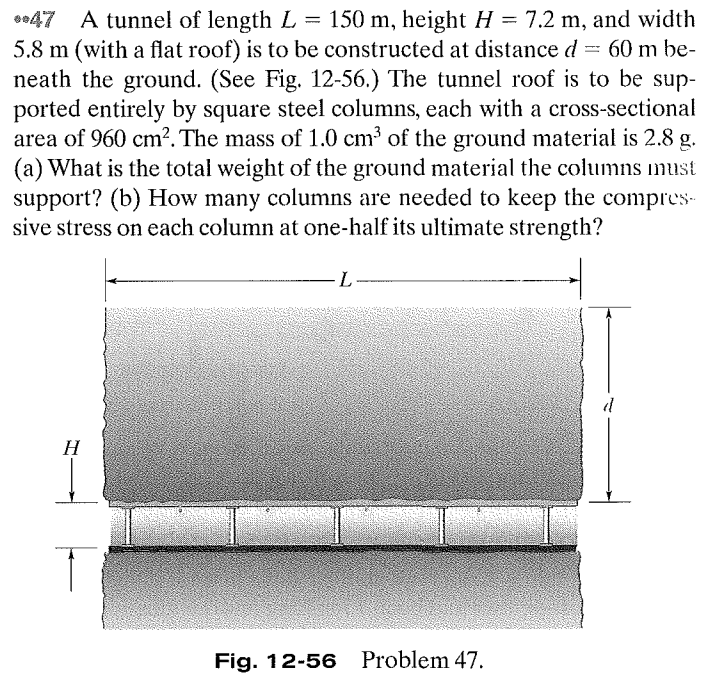 ••47 A tunnel of length L = 150 m, height H = 7.2 m, and width
5.8 m (with a flat roof) is to be constructed at distance d = 60 m be-
neath the ground. (See Fig. 12-56.) The tunnel roof is to be sup-
ported entirely by square steel columns, each with a cross-sectional
area of 960 cm². The mass of 1.0 cm³ of the ground material is 2.8 g.
(a) What is the total weight of the ground material the columns must
support? (b) How many columns are needed to keep the compres-
sive stress on each column at one-half its ultimate strength?
L
d
H
Fig. 12-56 Problem 47.